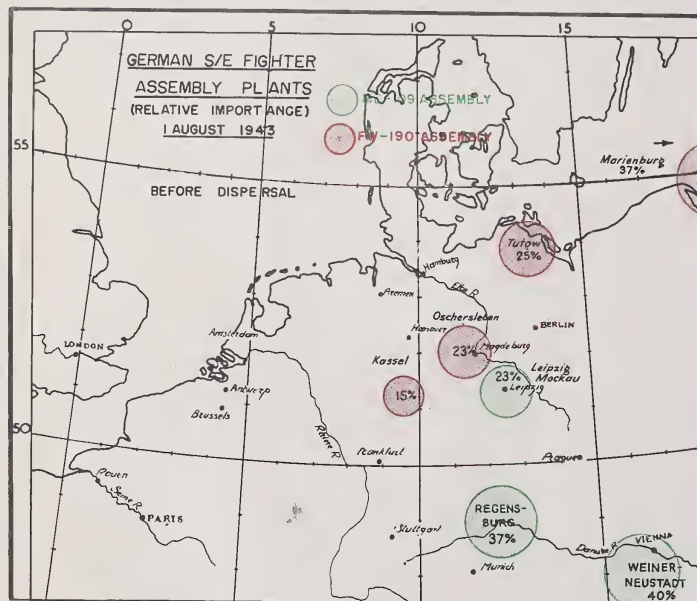 0
5
10
15
GERMAN S/E FIGHTER
ASSEMBLY PLANTS
(RELATIVE IMPORTANCE)
1 AUGUST 1943
ME-109 ASSEMBLY
FW-190 ASSEMBLY
55
BEFORE DISPERSAL
Marienburg
37%
Tutow
25%
Hamburg
Elbe R.
Bremen
Oschersleben
BERLIN
Hanover
Amsterdam
23%
Magdeburg
LONDON
Kassel
Leipzig
Mockau
23%
Leipzig
15%
Antwerp
Brussels
Rhine R.
50
Frankfurt
Prague
Rouen
Seine R.
PARIS
REGENS-
BURG
37%
Stuttgart
Danube R.
VIENNA
Munich
WEINER-
NEUSTADT
40%